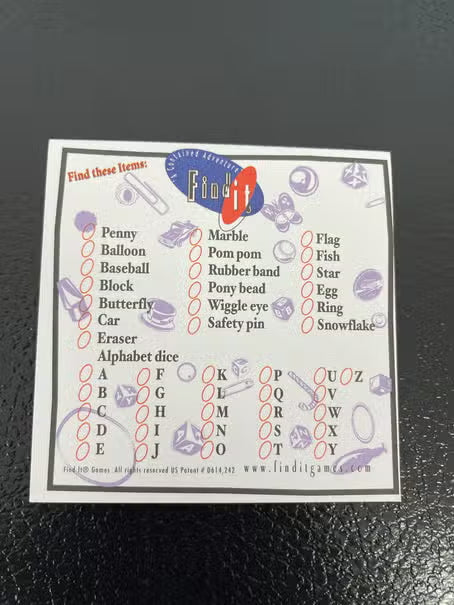 Find these Items:
A Contained Adventure
Find it
Penny
Balloon
Baseball
Block
Butterfly
Car
Eraser
Marble
Pom pom
Rubber band
Pony bead
Wiggle eye
Safety pin
Flag
Fish
Star
Egg
Ring
Snowflake
Alphabet dice
A
B
C
D
E
F
G
H
I
J
K
L
M
N
O
P
Q
R
S
T
U
V
W
X
Y
Z
Find It® Games. All rights reserved US Patent # D614,242
www.finditgames.com